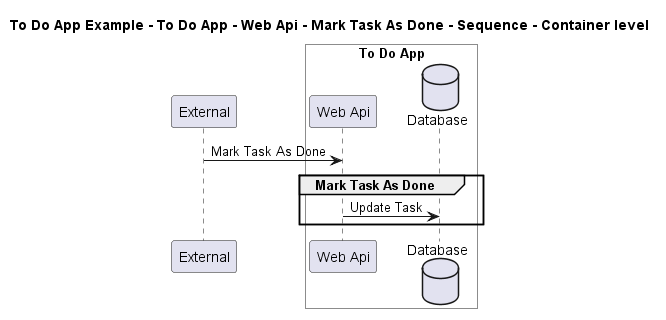 To Do App Example - To Do App - Web Api - Mark Task As Done - Sequence - Container level
To Do App
External
Web Api
Database
Mark Task As Done
Mark Task As Done
Update Task
External
Web Api
Database